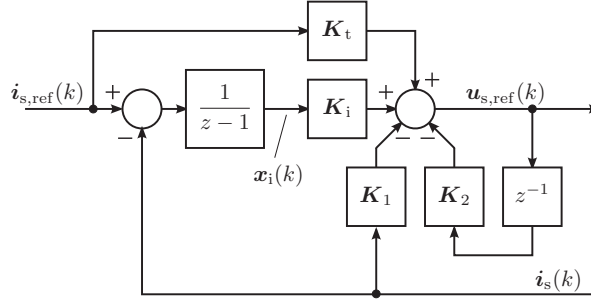 K_t
i_s,ref(k)
+
−
1
z − 1
K_i
+
+
u_s,ref(k)
x_i(k)
− −
K_1
K_2
z^−1
i_s(k)